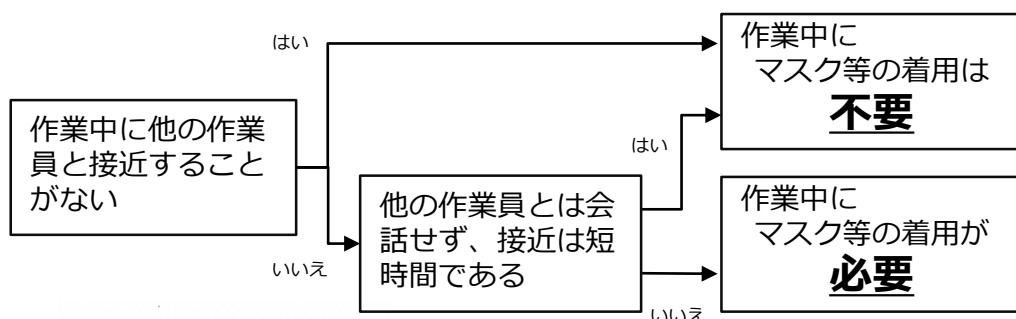 はい
作業中に
マスク等の着用は
不要
作業中に他の作業
員と接近すること
がない
はい
いいえ
他の作業員とは会
話せず、接近は短
時間である
作業中に
マスク等の着用が
必要
いいえ